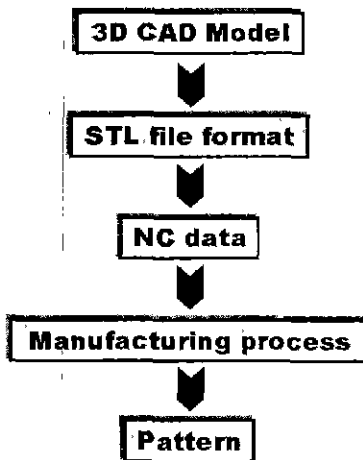 3D CAD Model
STL file format
NC data
Manufacturing process
Pattern